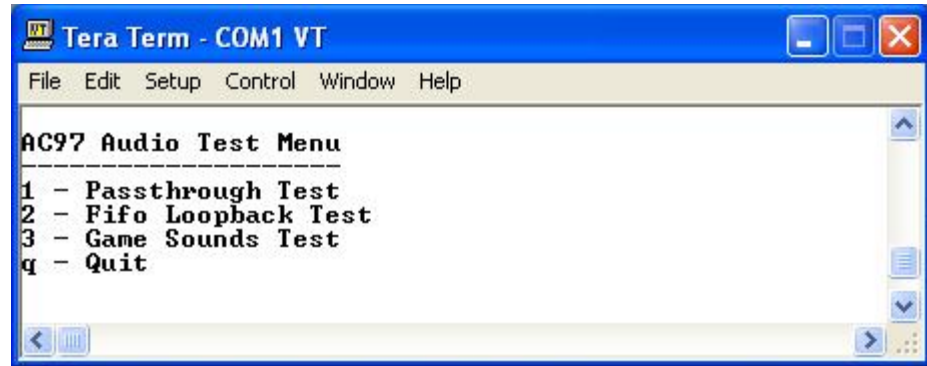 Tera Term - COM1 VT
File Edit Setup Control Window Help
AC97 Audio Test Menu
--------------------
1 - Passthrough Test
2 - Fifo Loopback Test
3 - Game Sounds Test
q - Quit